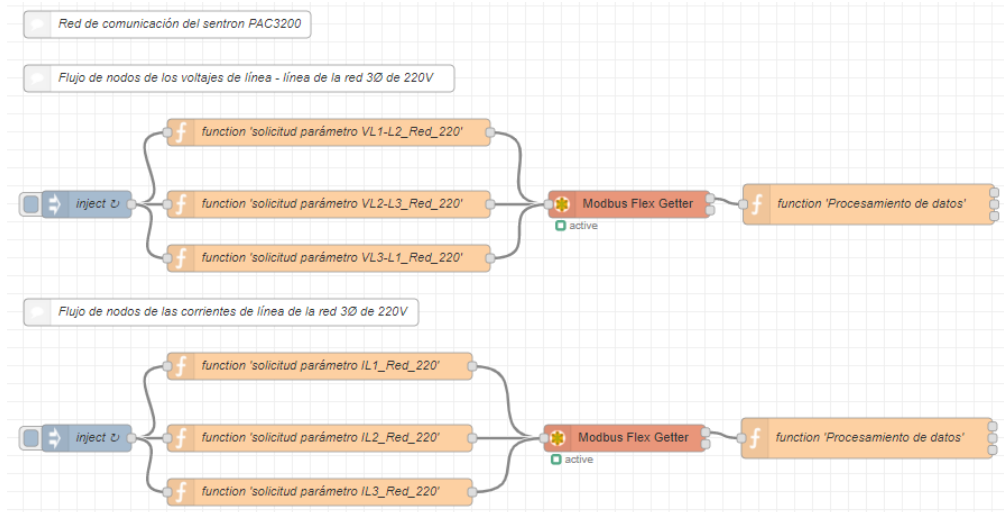 Red de comunicación del sentron PAC3200
Flujo de nodos de los voltajes de línea - línea de la red 3Ø de 220V
function 'solicitud parámetro VL1-L2_Red_220'
inject ↻
function 'solicitud parámetro VL2-L3_Red_220'
Modbus Flex Getter
function 'Procesamiento de datos'
active
function 'solicitud parámetro VL3-L1_Red_220'
Flujo de nodos de las corrientes de línea de la red 3Ø de 220V
function 'solicitud parámetro IL1_Red_220'
inject ↻
function 'solicitud parámetro IL2_Red_220'
Modbus Flex Getter
function 'Procesamiento de datos'
active
function 'solicitud parámetro IL3_Red_220'